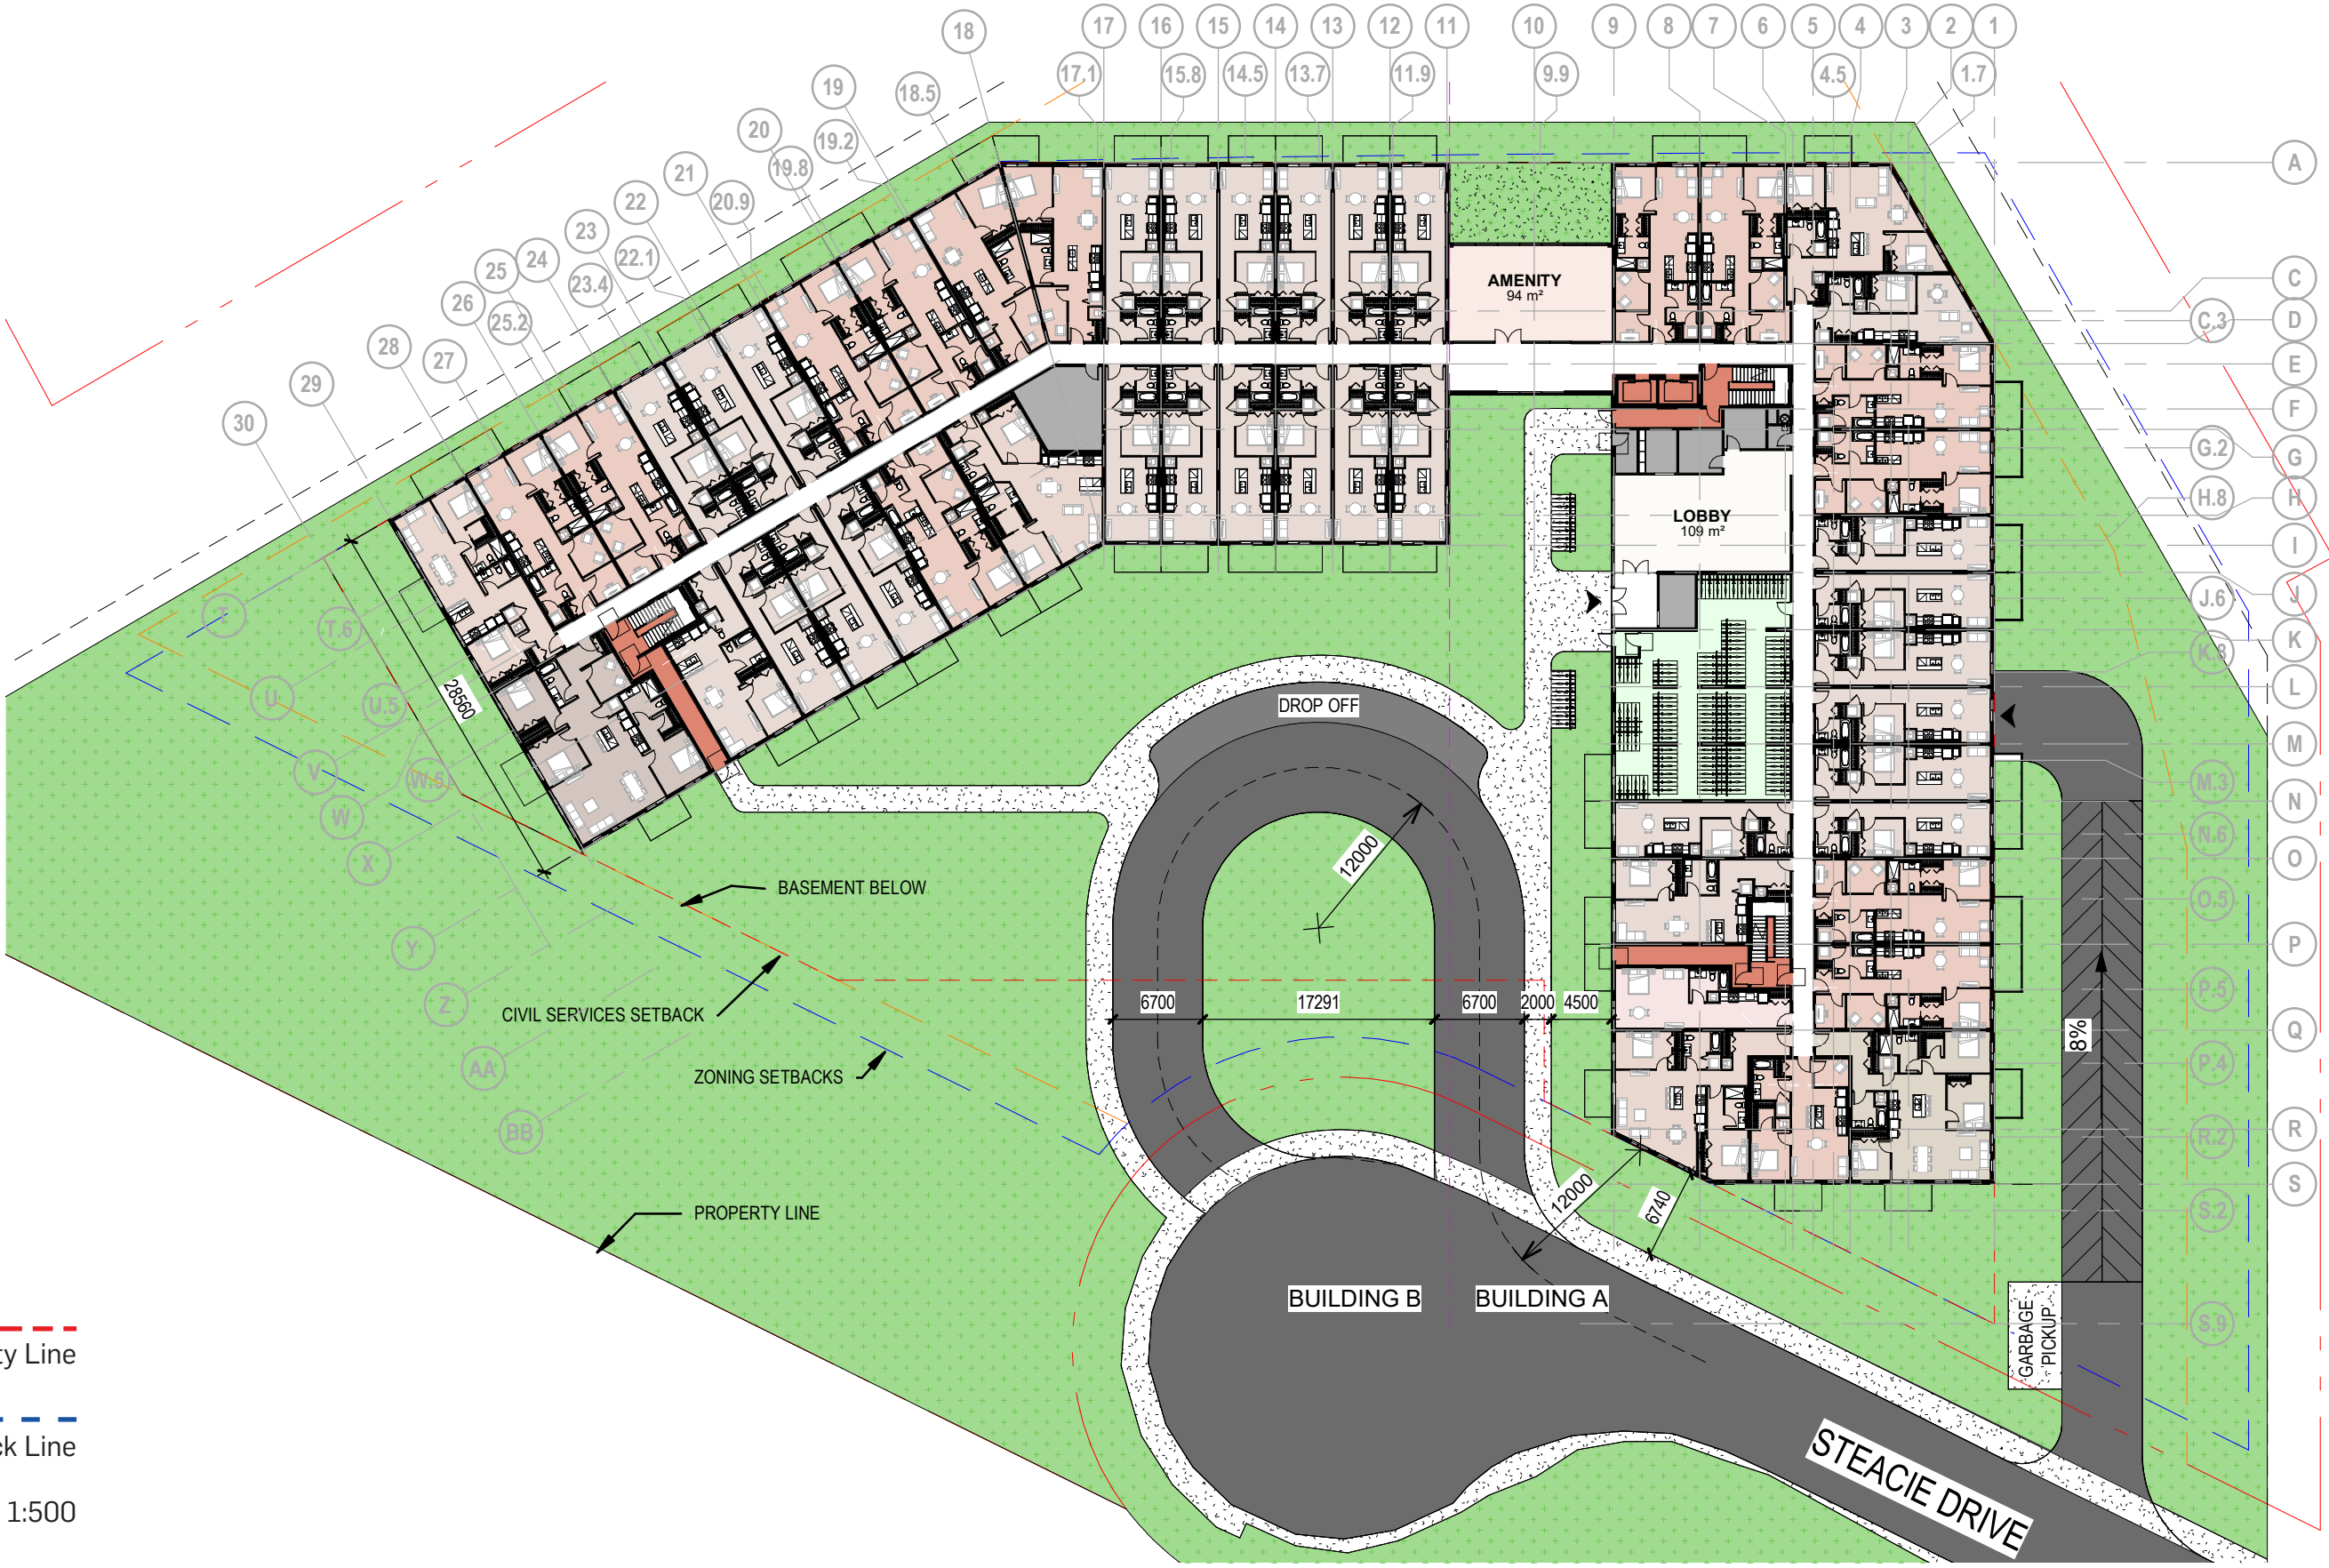 18
17
16
15
14
13
12
11
10
9
8
7
6
5
4
3
2
1
17.1
15.8
14.5
13.7
11.9
9.9
4.5
1.7
19
18.5
20
19.2
19.8
21
20.9
22
22.1
23
23.4
24
25
25.2
26
27
28
29
30
A
C
C.3
D
E
F
G.2
G
H.8
H
I
J
J.6
K
K.8
L
M
M.3
N
N.6
O
O.5
P
P.5
Q
P.4
R
R.2
S
S.2
S.9
T
T.6
U
U.5
V
W.5
W
X
Y
Z
AA
BB
AMENITY
94 m²
LOBBY
109 m²
28560
DROP OFF
12000
BASEMENT BELOW
CIVIL SERVICES SETBACK
ZONING SETBACKS
PROPERTY LINE
6700
17291
6700
2000
4500
12000
6740
8%
BUILDING B
BUILDING A
GARBAGE
PICKUP
STEACIE DRIVE
ty Line
ck Line
1:500